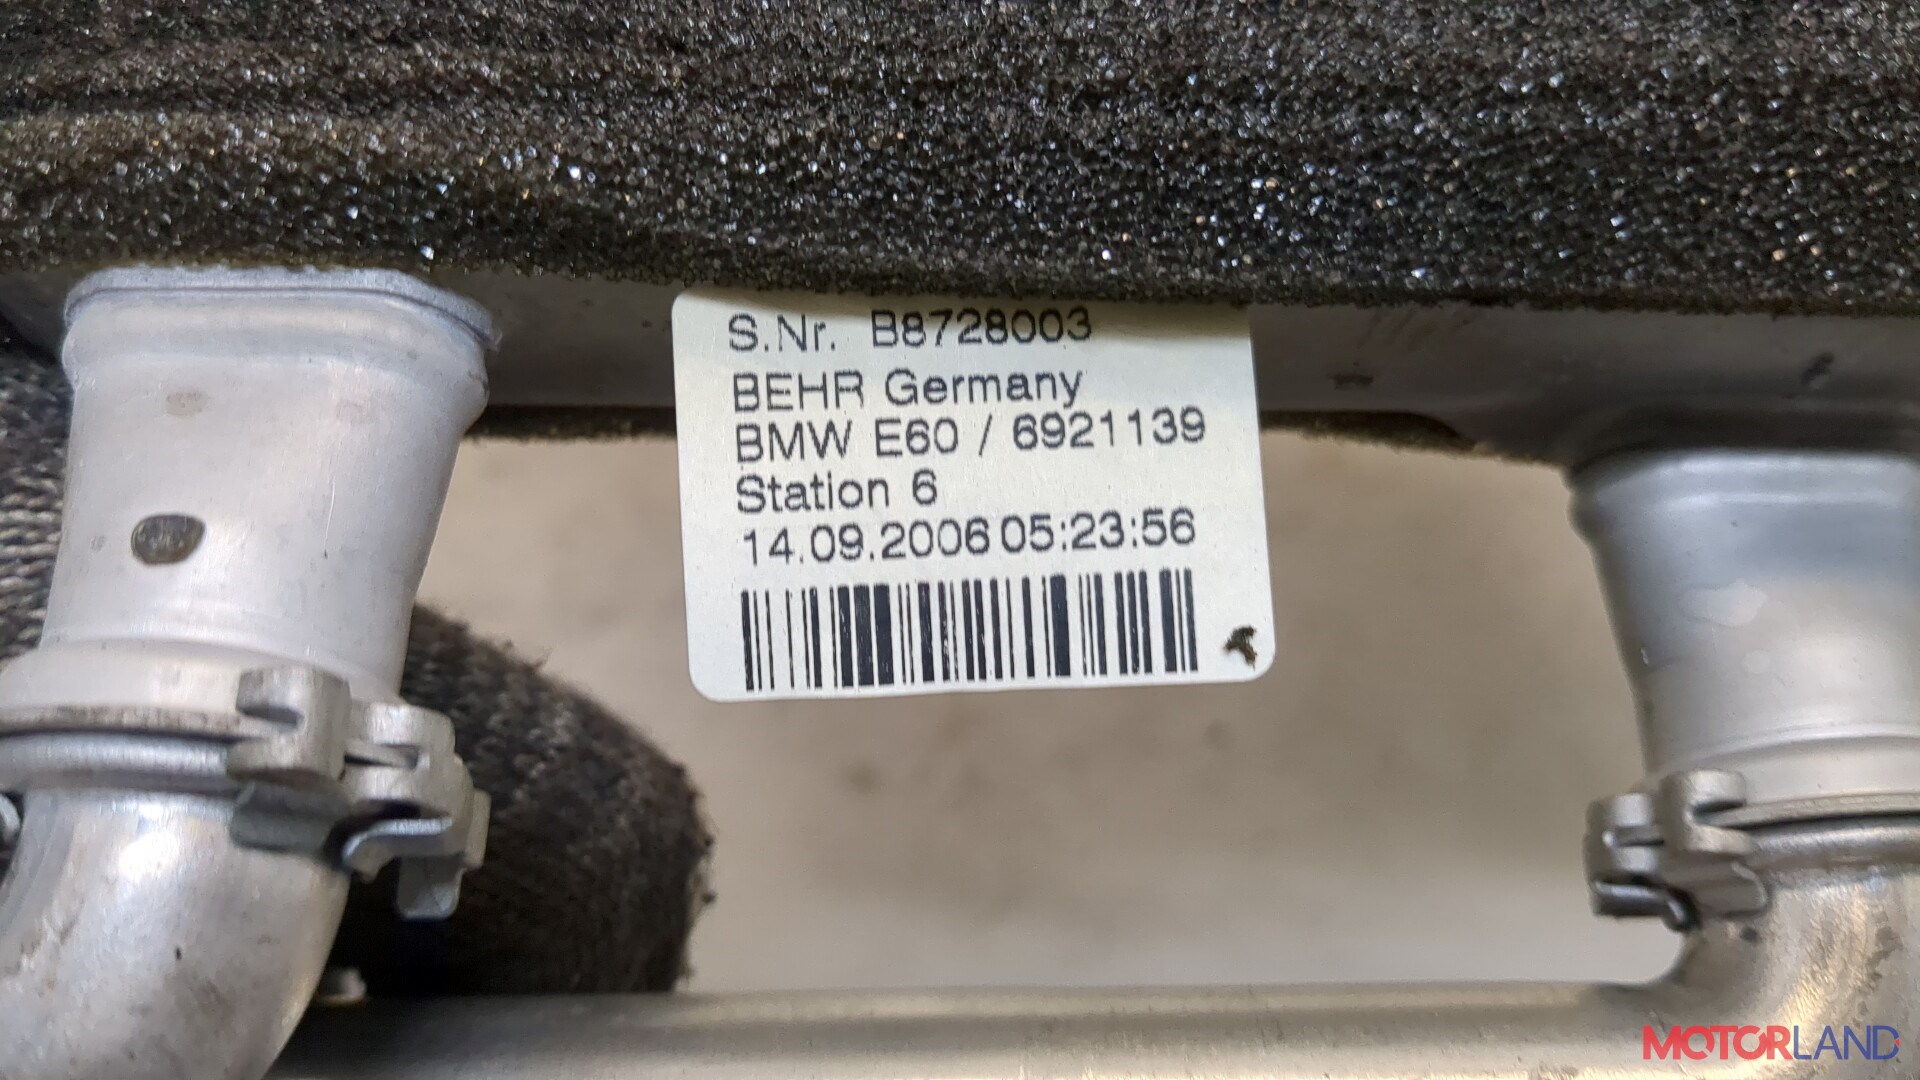 S.Nr. B8728003
BEHR Germany
BMW E60 / 6921139
Station 6
14.09.2006 05:23:56
MOTORLAND